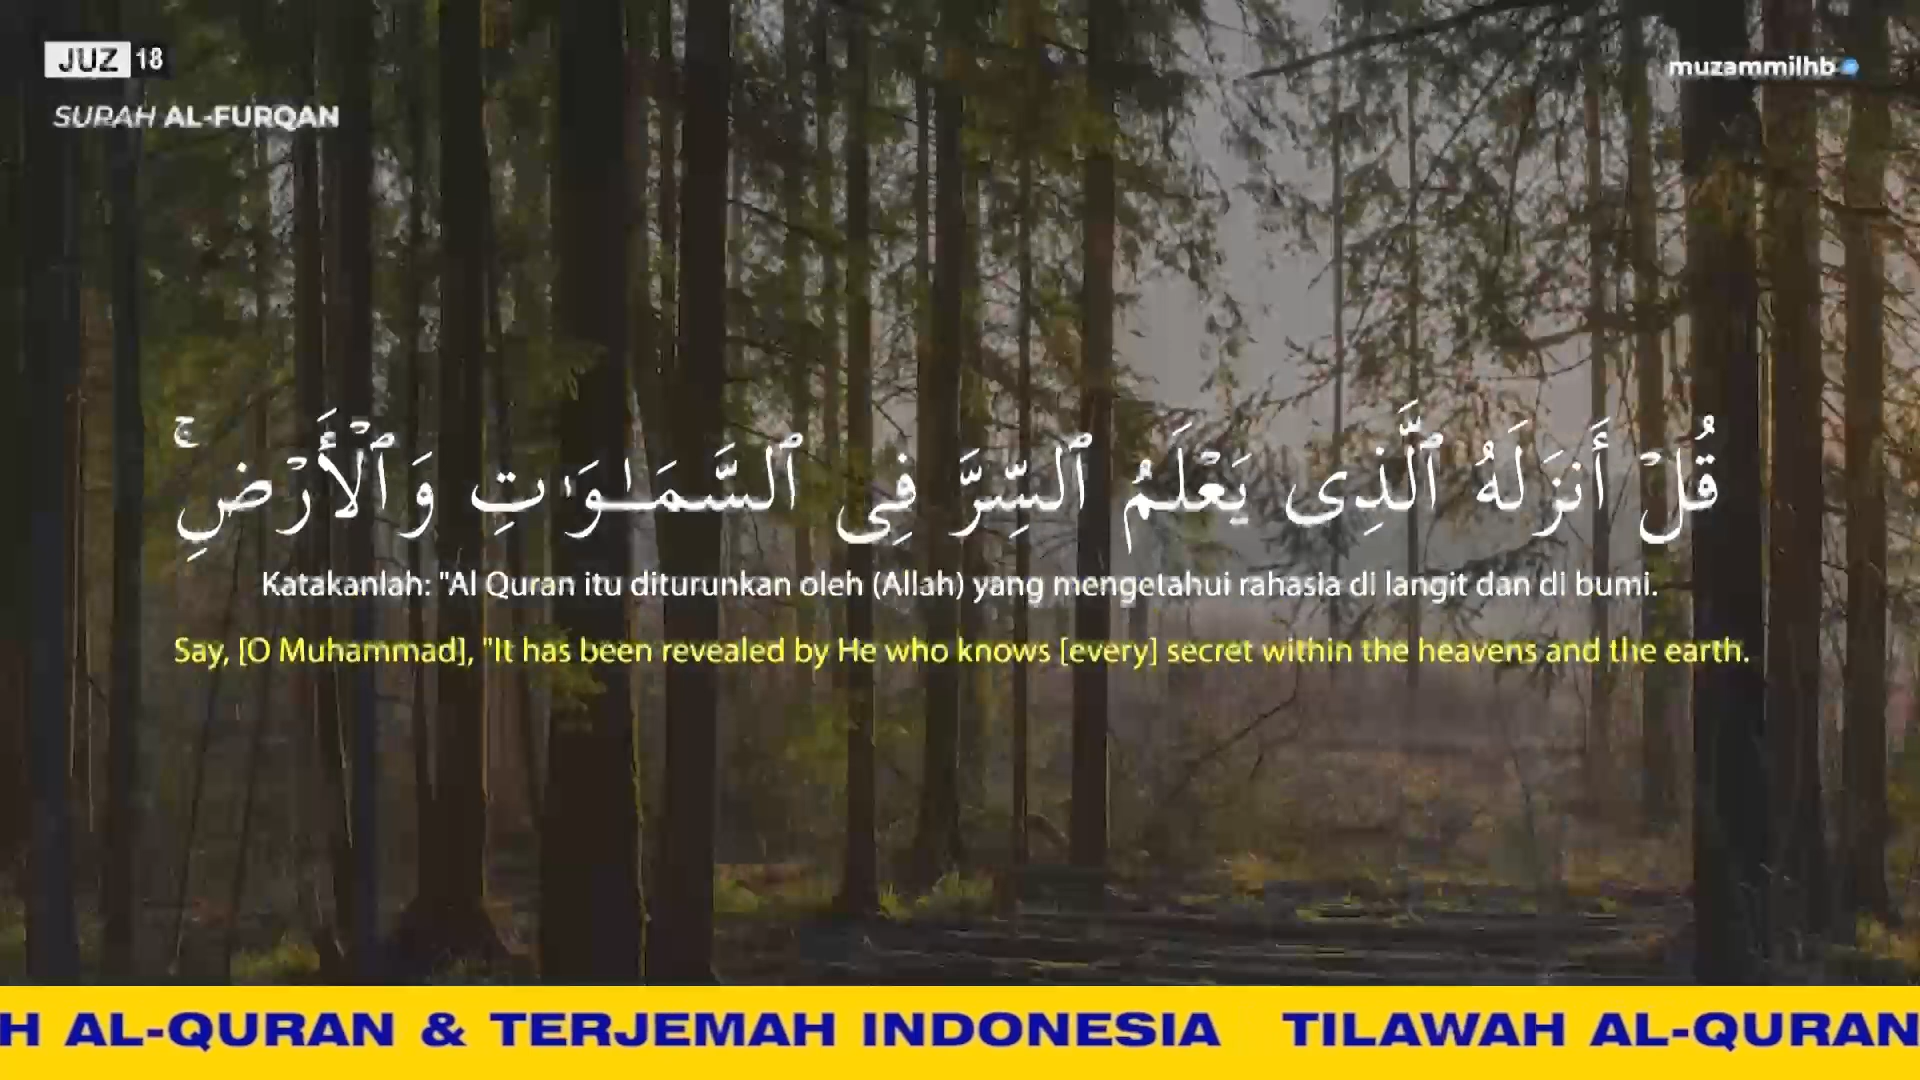 JUZ 18
muzammilhb
SURAH AL-FURQAN
قُلْ أَنزَلَهُ ٱلَّذِى يَعْلَمُ ٱلسِّرَّ فِى ٱلسَّمَـٰوَٰتِ وَٱلْأَرْضِ ۚ
Katakanlah: "Al Quran itu diturunkan oleh (Allah) yang mengetahui rahasia di langit dan di bumi.
Say, [O Muhammad], "It has been revealed by He who knows [every] secret within the heavens and the earth.
H AL-QURAN & TERJEMAH INDONESIA TILAWAH AL-QURAN